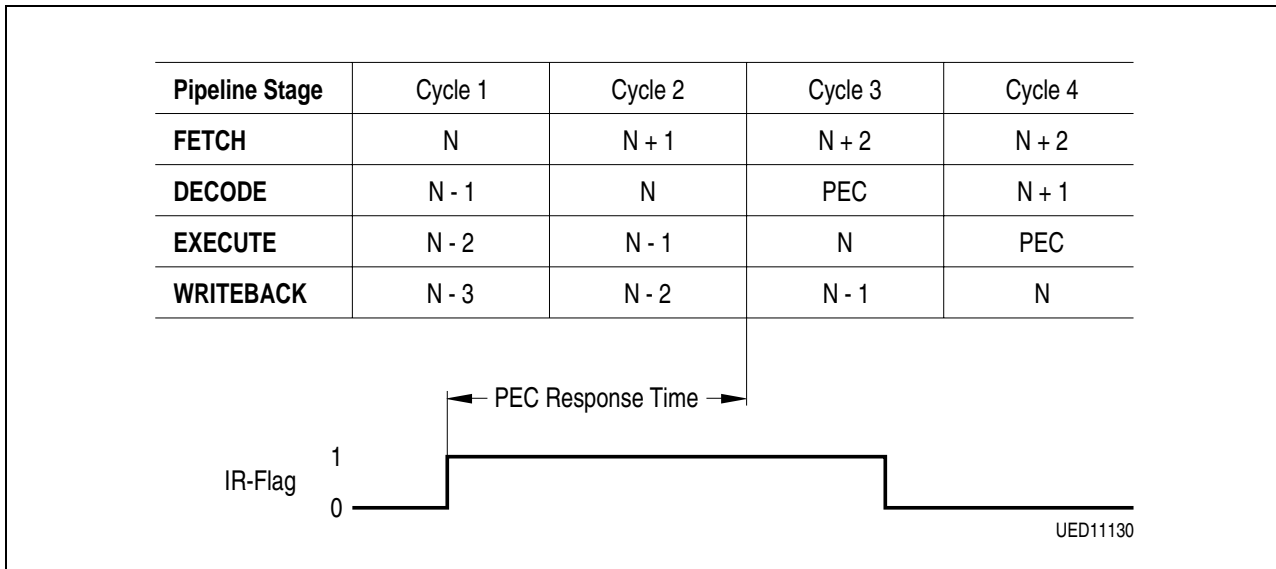 Pipeline Stage Cycle 1 Cycle 2 Cycle 3 Cycle 4
FETCH N N + 1 N + 2 N + 2
DECODE N - 1 N PEC N + 1
EXECUTE N - 2 N - 1 N PEC
WRITEBACK N - 3 N - 2 N - 1 N
PEC Response Time
1
IR-Flag
0
UED11130